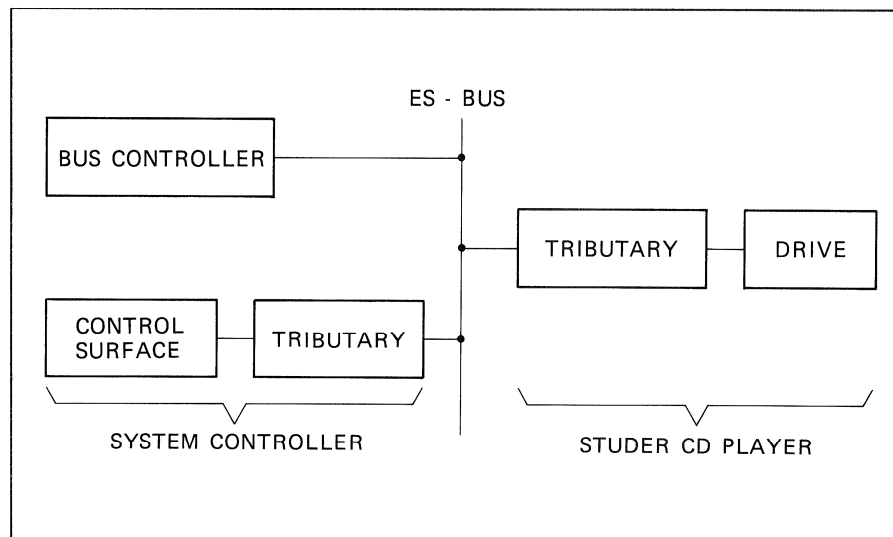 ES - BUS
BUS CONTROLLER
TRIBUTARY
DRIVE
CONTROL
SURFACE
TRIBUTARY
SYSTEM CONTROLLER
STUDER CD PLAYER